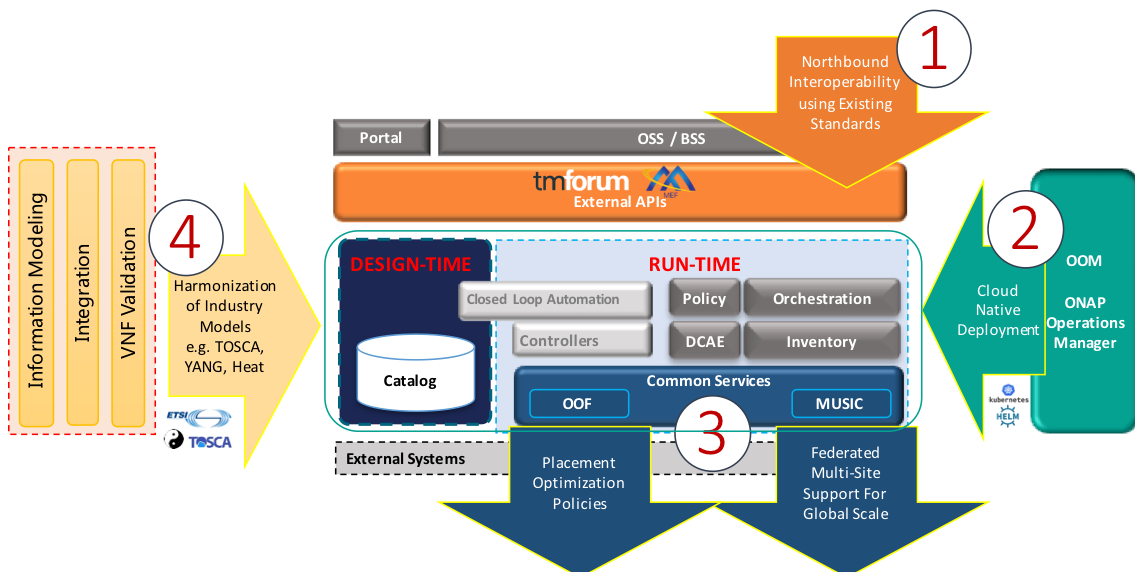 1
Northbound
Interoperability
using Existing
Standards
Portal
OSS / BSS
tmforum
MEF
External APIs
Information Modeling
Integration
VNF Validation
4
Harmonization
of Industry
Models
e.g. TOSCA,
YANG, Heat
ETSI
TOSCA
DESIGN-TIME
RUN-TIME
Closed Loop Automation
Policy
Orchestration
Controllers
DCAE
Inventory
Catalog
Common Services
OOF
MUSIC
2
Cloud
Native
Deployment
OOM
ONAP
Operations
Manager
kubernetes
HELM
3
External Systems
Placement
Optimization
Policies
Federated
Multi-Site
Support For
Global Scale